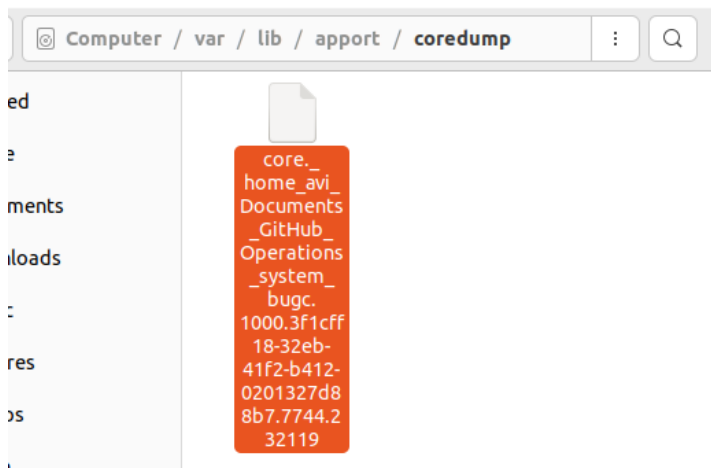 Computer / var / lib / apport / coredump
ed
e
ments
nloads
c
res
os
core._
home_avi_
Documents
_GitHub_
Operations
_system_
bugc.
1000.3f1cff
18-32eb-
41f2-b412-
0201327d8
8b7.7744.2
32119